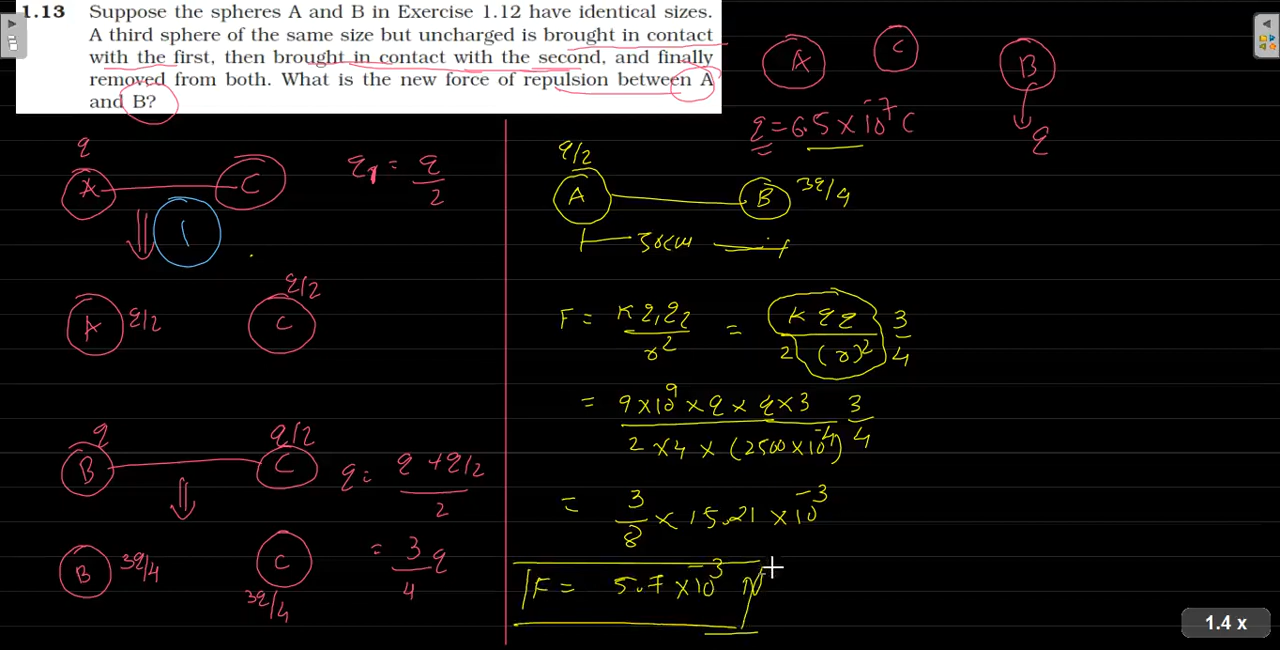 1.13 Suppose the spheres A and B in Exercise 1.12 have identical sizes.
A third sphere of the same size but uncharged is brought in contact
with the first, then brought in contact with the second, and finally
removed from both. What is the new force of repulsion between A
and B?
A C B
q = 6.5 × 10⁻⁷ C
q
q
A C
q₁ = q/2
1
A q/2
q/2
C
q
B
q/2
C
q = (q + q/2)/2
B 3q/4
C
3q/4
= 3/4 q
q/2
A
B 3q/4
30cm
F = K q₁q₂ / r² = K q q / 2 (r)² 3/4
= 9 × 10⁹ × q × q × 3 / 2 × 4 × (2500 × 10⁻⁴) 3/4
= 3/8 × 15.21 × 10⁻³
F = 5.7 × 10⁻³ N
1.4 x